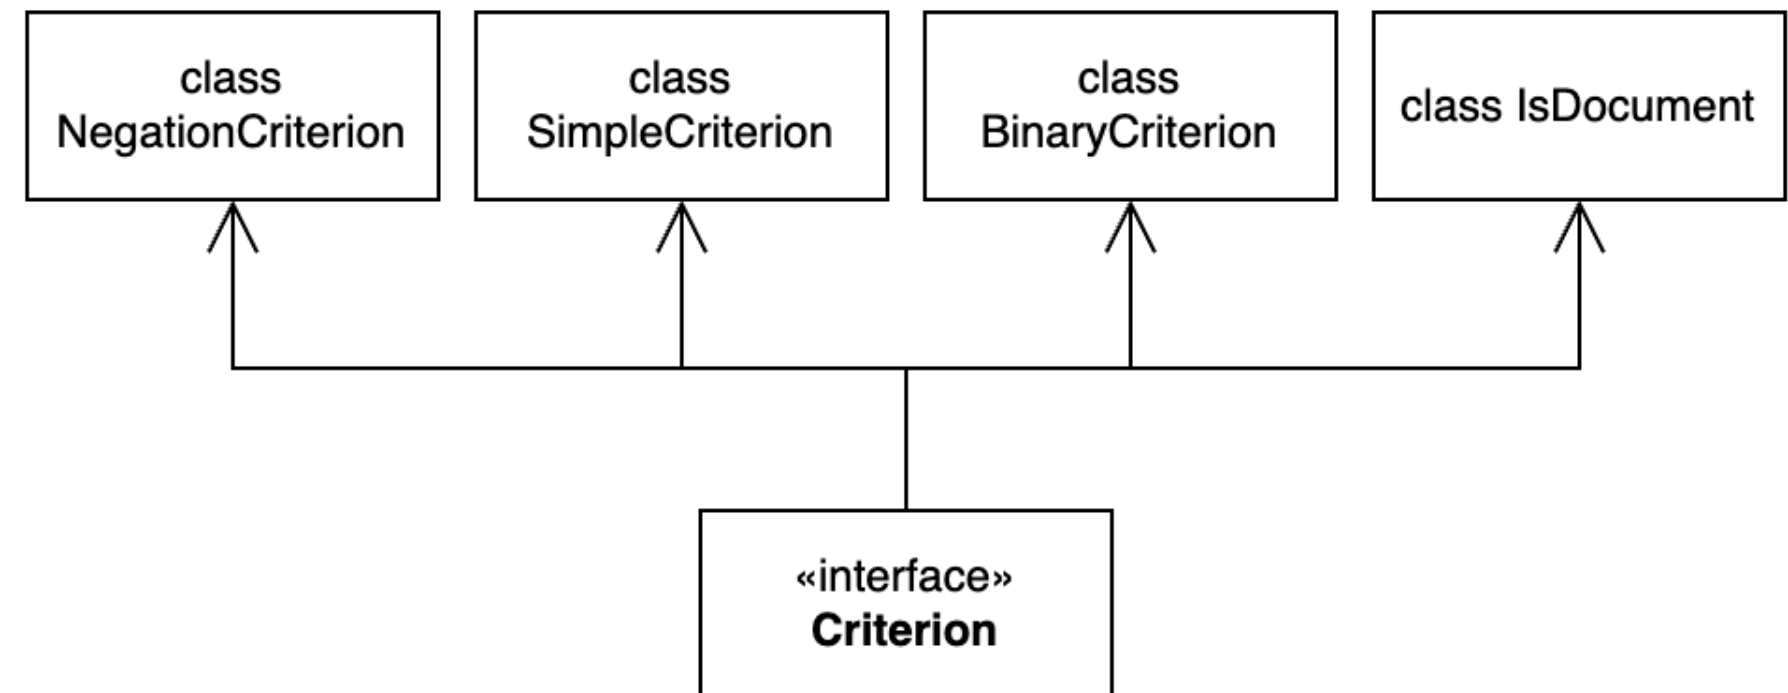 class
NegationCriterion
class
SimpleCriterion
class
BinaryCriterion
class IsDocument
«interface»
Criterion